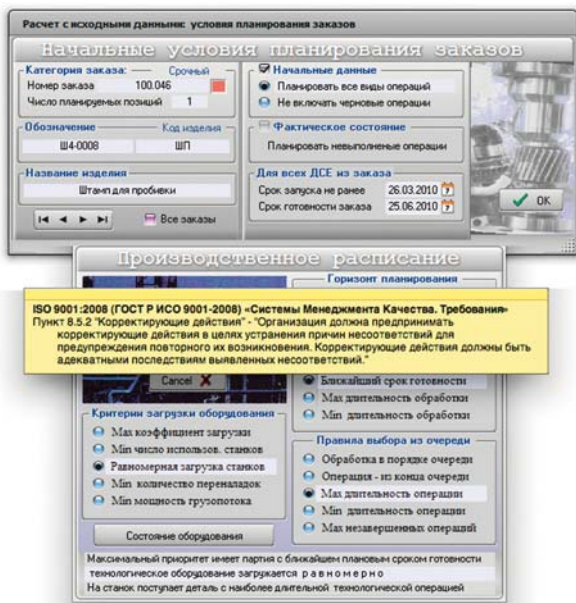 Расчет с исходными данными: условия планирования заказов
Начальные условия планирования заказов
Категория заказа: Срочный
Номер заказа 100.046
Число планируемых позиций 1
Обозначение Код изделия
Ш4-0008 ШП
Название изделия
Штамп для пробивки
Все заказы
Начальные данные
Планировать все виды операций
Не включать черновые операции
Фактическое состояние
Планировать невыполненые операции
Для всех ДСЕ из заказа
Срок запуска не ранее 26.03.2010 7
Срок готовности заказа 25.06.2010 7
OK
Производственное расписание
Горизонт планирования
ISO 9001:2008 (ГОСТ Р ИСО 9001-2008) «Системы Менеджмента Качества. Требования»
Пункт 8.5.2 "Корректирующие действия" - "Организация должна предпринимать
корректирующие действия в целях устранения причин несоответствий для
предупреждения повторного их возникновения. Корректирующие действия должны быть
адекватными последствиям выявленных несоответствий."
Cancel
Ближайший срок готовности
Max длительность обработки
Min длительность обработки
Критерии загрузки оборудования
Max коэффициент загрузки
Min число использов. станков
Равномерная загрузка станков
Min количество переналадок
Min мощность грузопотока
Состояние оборудования
Правила выбора из очереди
Обработка в порядке очереди
Операция - из конца очереди
Max длительность операции
Min длительность операции
Max незавершенных операций
Максимальный приоритет имеет партия с ближайшем плановым сроком готовности
технологическое оборудование загружается р а в н о м е р н о
На станок поступает деталь с наиболее длительной технологической операцией